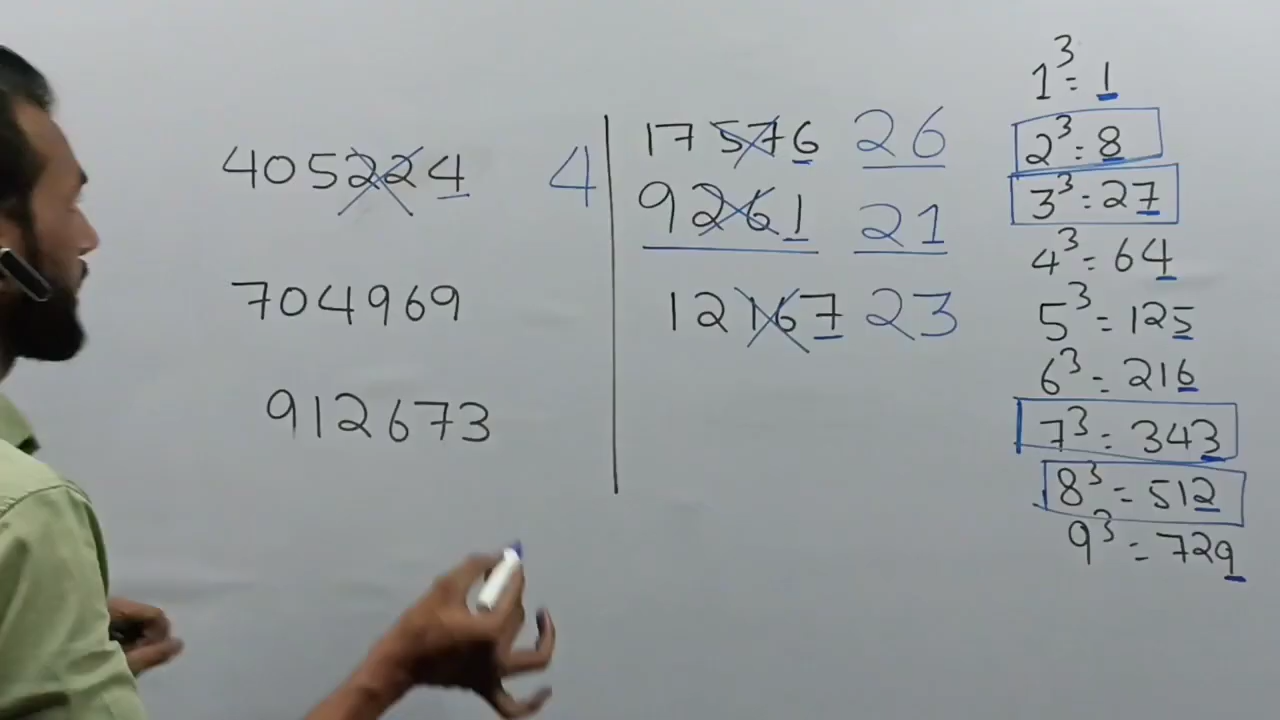 405224 4
704969
912673
17576 26
9261 21
12167 23
1³ = 1
2³ = 8
3³ = 27
4³ = 64
5³ = 125
6³ = 216
7³ = 343
8³ = 512
9³ = 729